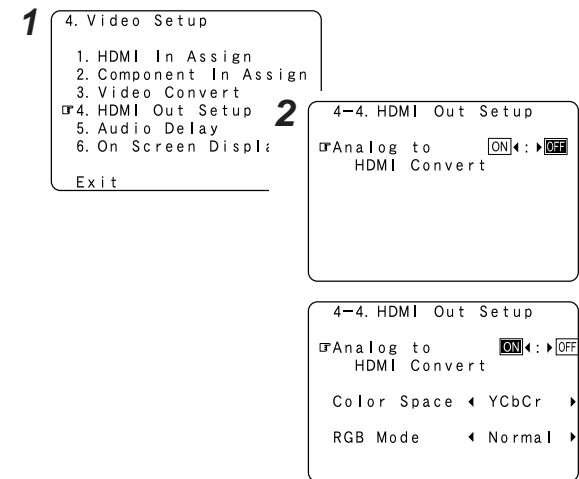 1
4. Video Setup
1. HDMI In Assign
2. Component In Assign
3. Video Convert
☞4. HDMI Out Setup
5. Audio Delay
6. On Screen Displa
Exit
2
4-4. HDMI Out Setup
☞Analog to ON◀:▶OFF
HDMI Convert
4-4. HDMI Out Setup
☞Analog to ON◀:▶OFF
HDMI Convert
Color Space ◀ YCbCr ▶
RGB Mode ◀ Normal ▶